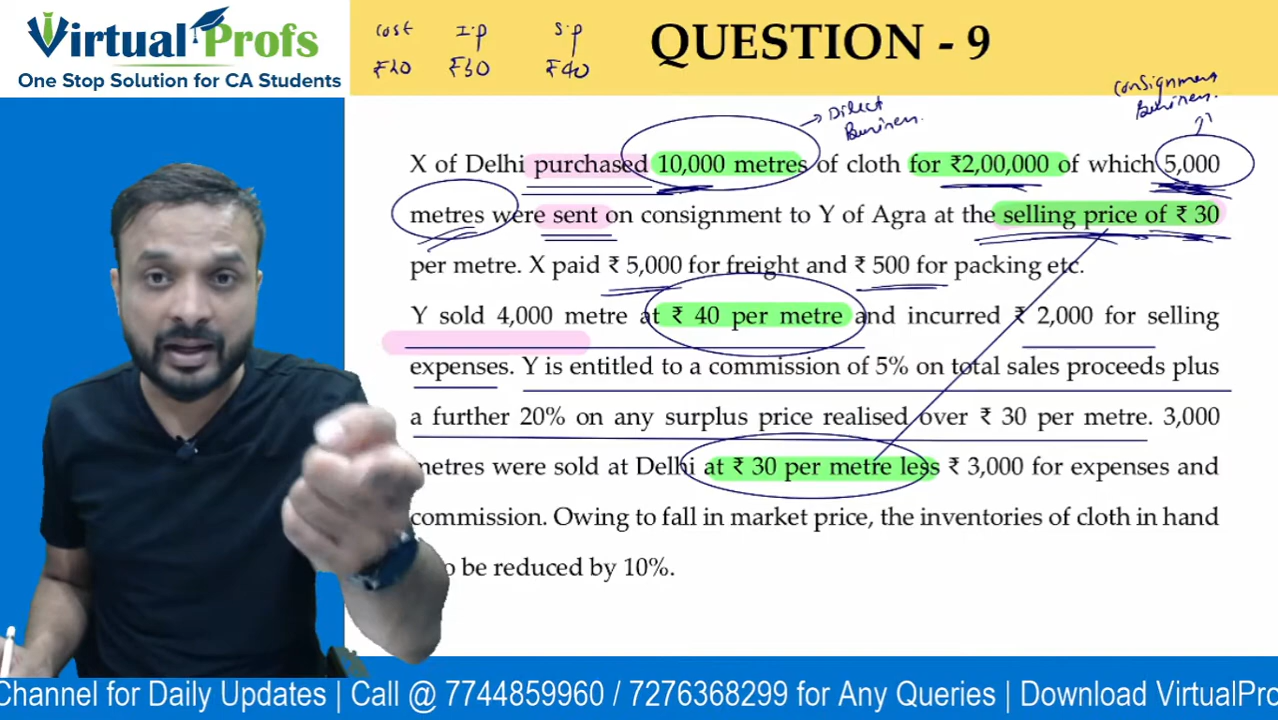 Virtual Profs
One Stop Solution for CA Students
Cost I.p S.p
₹20 ₹30 ₹40
QUESTION - 9
Consignment
Business.
Direct
Business.
X of Delhi purchased 10,000 metres of cloth for ₹2,00,000 of which 5,000
metres were sent on consignment to Y of Agra at the selling price of ₹ 30
per metre. X paid ₹ 5,000 for freight and ₹ 500 for packing etc.
Y sold 4,000 metre at ₹ 40 per metre and incurred ₹ 2,000 for selling
expenses. Y is entitled to a commission of 5% on total sales proceeds plus
a further 20% on any surplus price realised over ₹ 30 per metre. 3,000
metres were sold at Delhi at ₹ 30 per metre less ₹ 3,000 for expenses and
commission. Owing to fall in market price, the inventories of cloth in hand
be reduced by 10%.
Channel for Daily Updates | Call @ 7744859960 / 7276368299 for Any Queries | Download VirtualPro